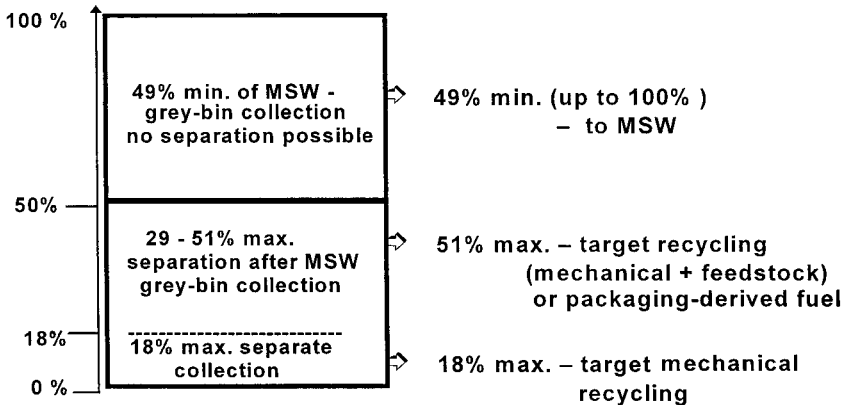 100 %
49% min. of MSW -
grey-bin collection
no separation possible
49% min. (up to 100% )
– to MSW
50%
29 - 51% max.
separation after MSW
grey-bin collection
51% max. – target recycling
(mechanical + feedstock)
or packaging-derived fuel
18%
18% max. separate
collection
18% max. – target mechanical
recycling
0 %